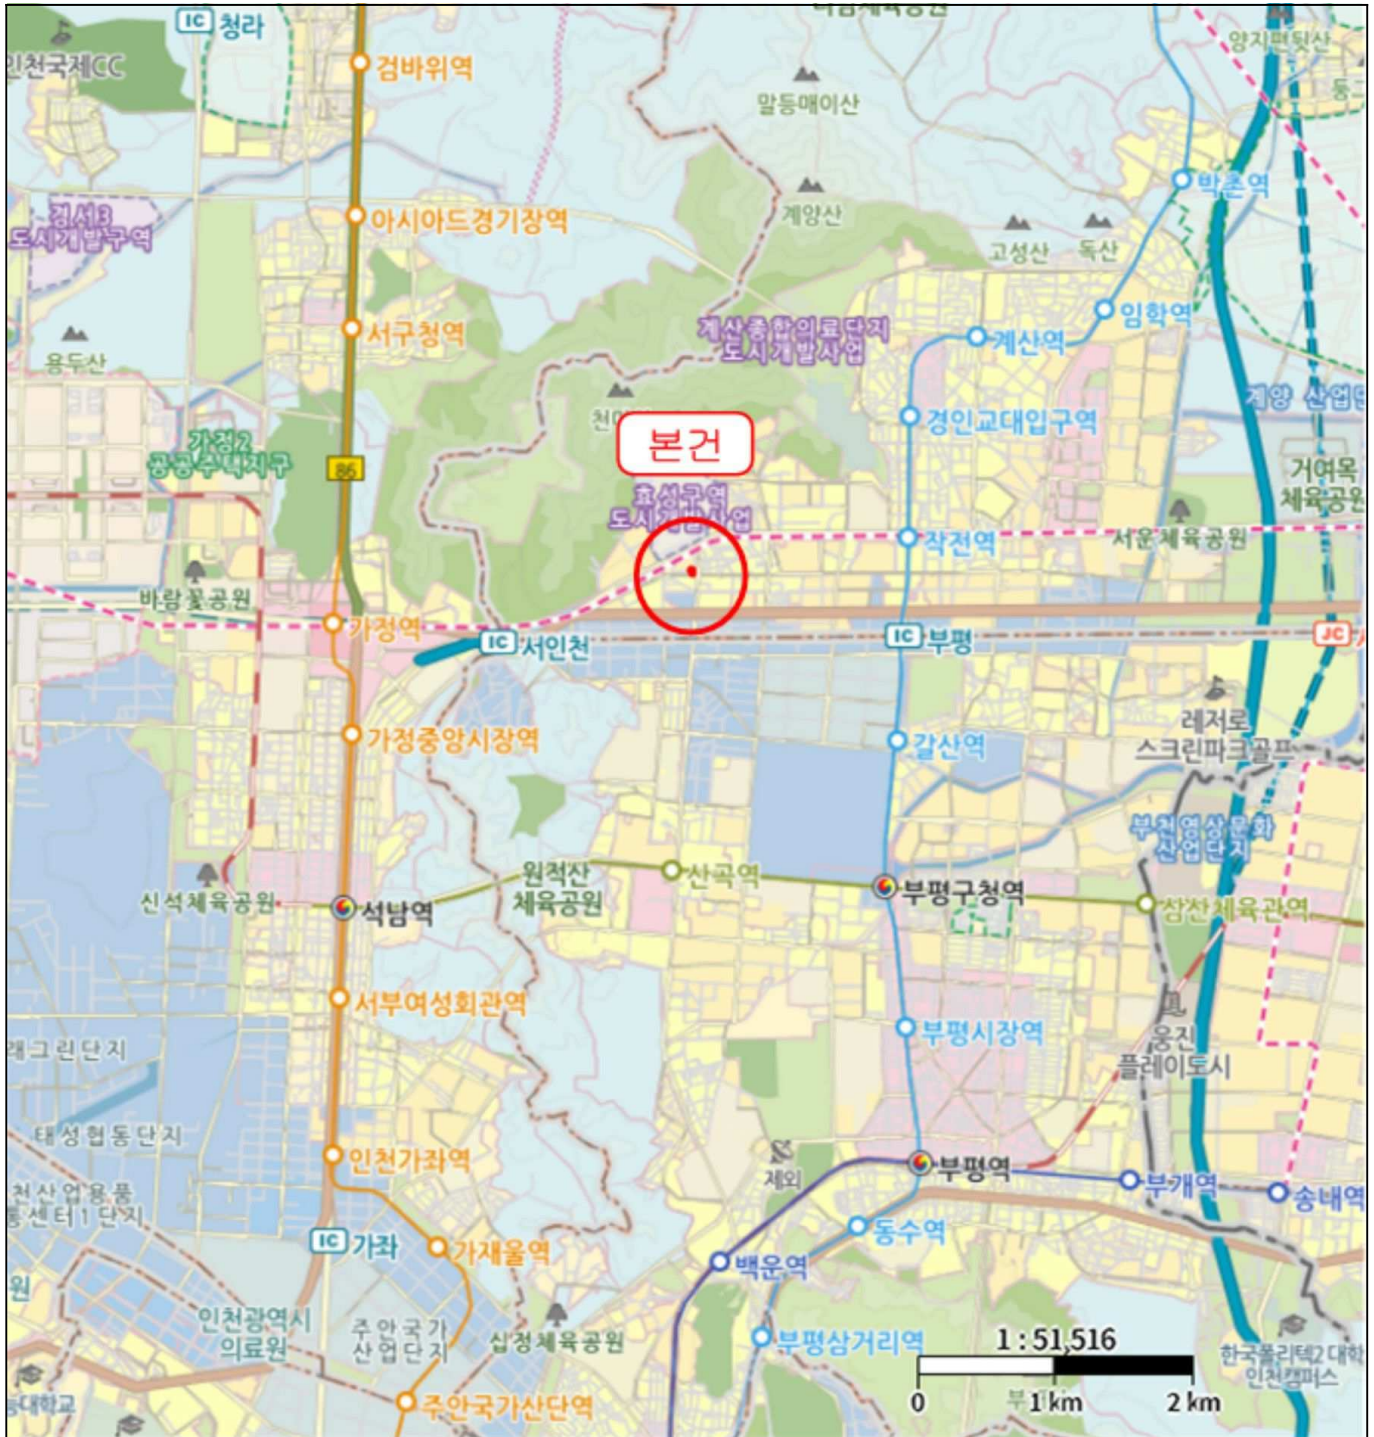 IC 청라
인천국제CC
검바위역
말등매이산
양지편뒷산
박촌역
경서3
도시개발구역
아시아드경기장역
계양산
고성산
독산
임학역
서구청역
계산종합의료단지
도시개발사업
계산역
용두산
경인교대입구역
본건
가정2
공공주택지구
86
효성구역
도시개발사업
거여목
체육공원
작전역
서운체육공원
바람꽃공원
가정역
IC 서인천
IC 부평
JC
가정중앙시장역
갈산역
레저로
스크린파크골프
부천영상문화
산업단지
신석체육공원
석남역
원적산
체육공원
산곡역
부평구청역
삼산체육관역
서부여성회관역
부평시장역
웅진
플레이도시
태성협동단지
인천가좌역
제외
부평역
부개역
송내역
IC 가좌
가재울역
백운역
동수역
인천광역시
의료원
주안국가
산업단지
십정체육공원
부평삼거리역
1 : 51,516
한국폴리텍2대학
인천캠퍼스
주안국가산단역
0
1 km
2 km